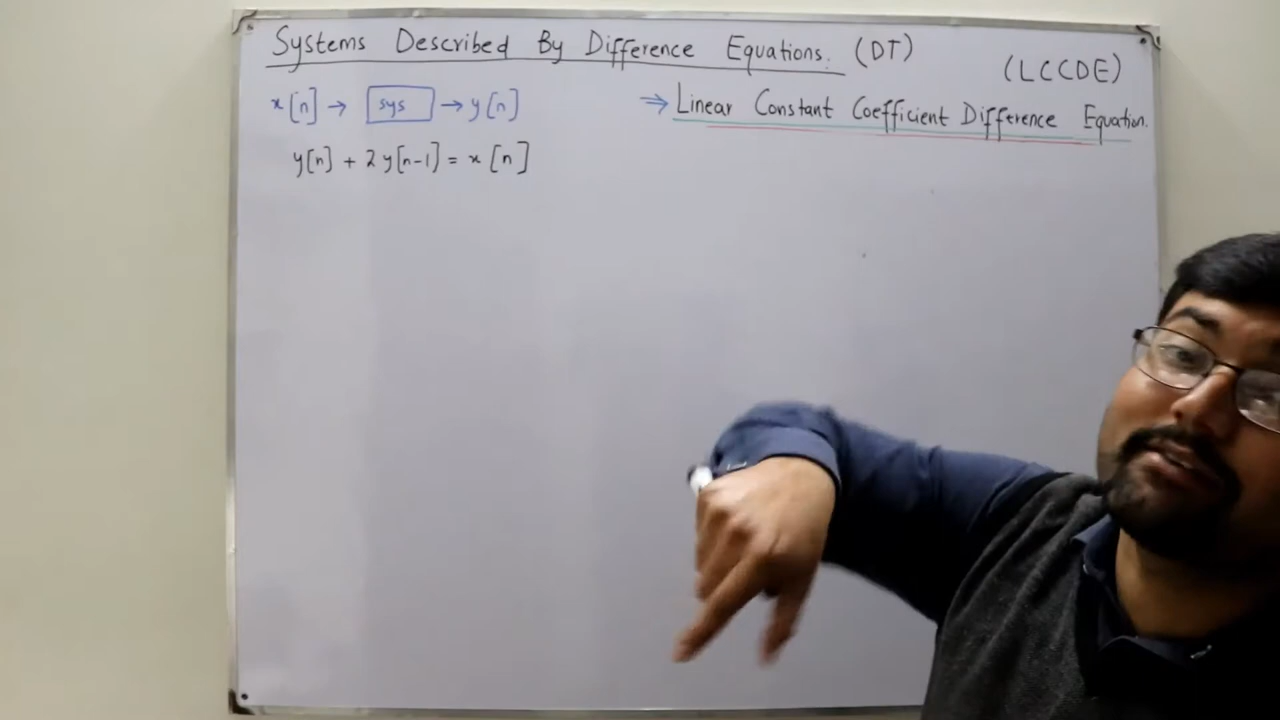 Systems Described By Difference Equations. (DT)
(LCCDE)
x[n] → sys → y[n]
⇒ Linear Constant Coefficient Difference Equation.
y[n] + 2y[n-1] = x[n]